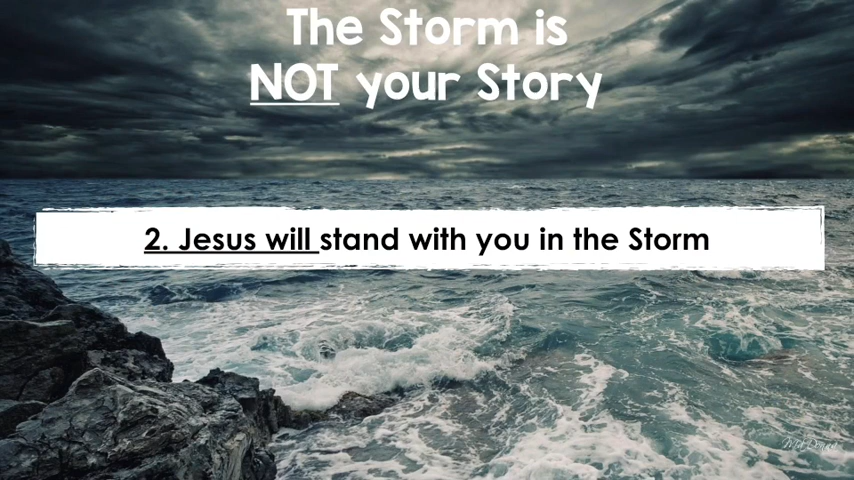 The Storm is
NOT your Story
2. Jesus will stand with you in the Storm